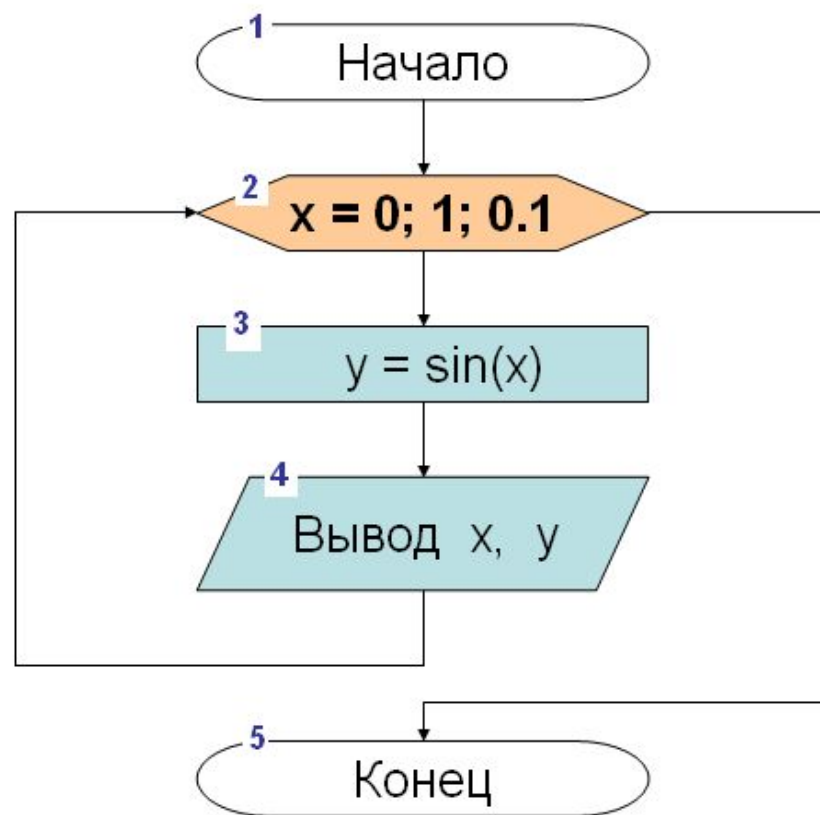 1
Начало
2
x = 0; 1; 0.1
3
y = sin(x)
4
Вывод x, y
5
Конец